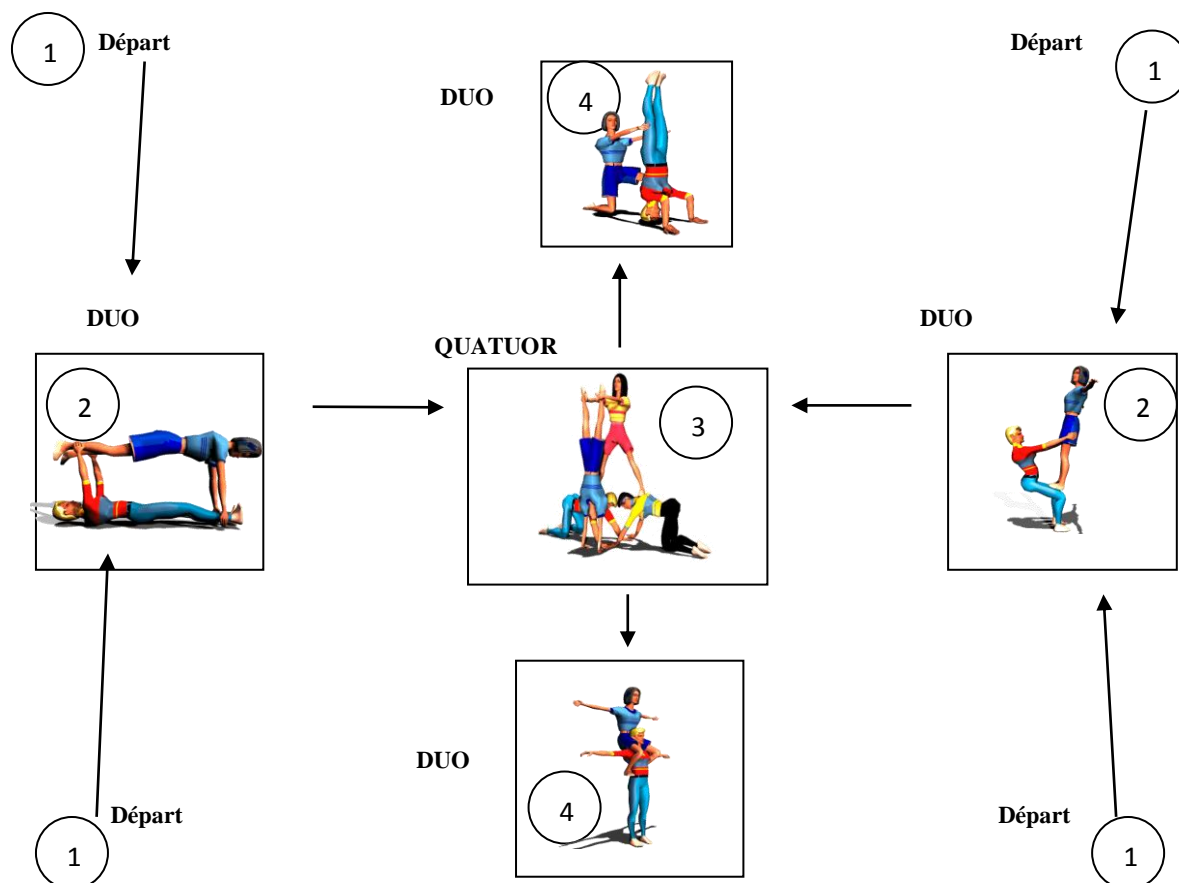 1 Départ
Départ 1
DUO 4
DUO
DUO
QUATUOR
2
3
2
DUO
4
Départ
Départ
1
1